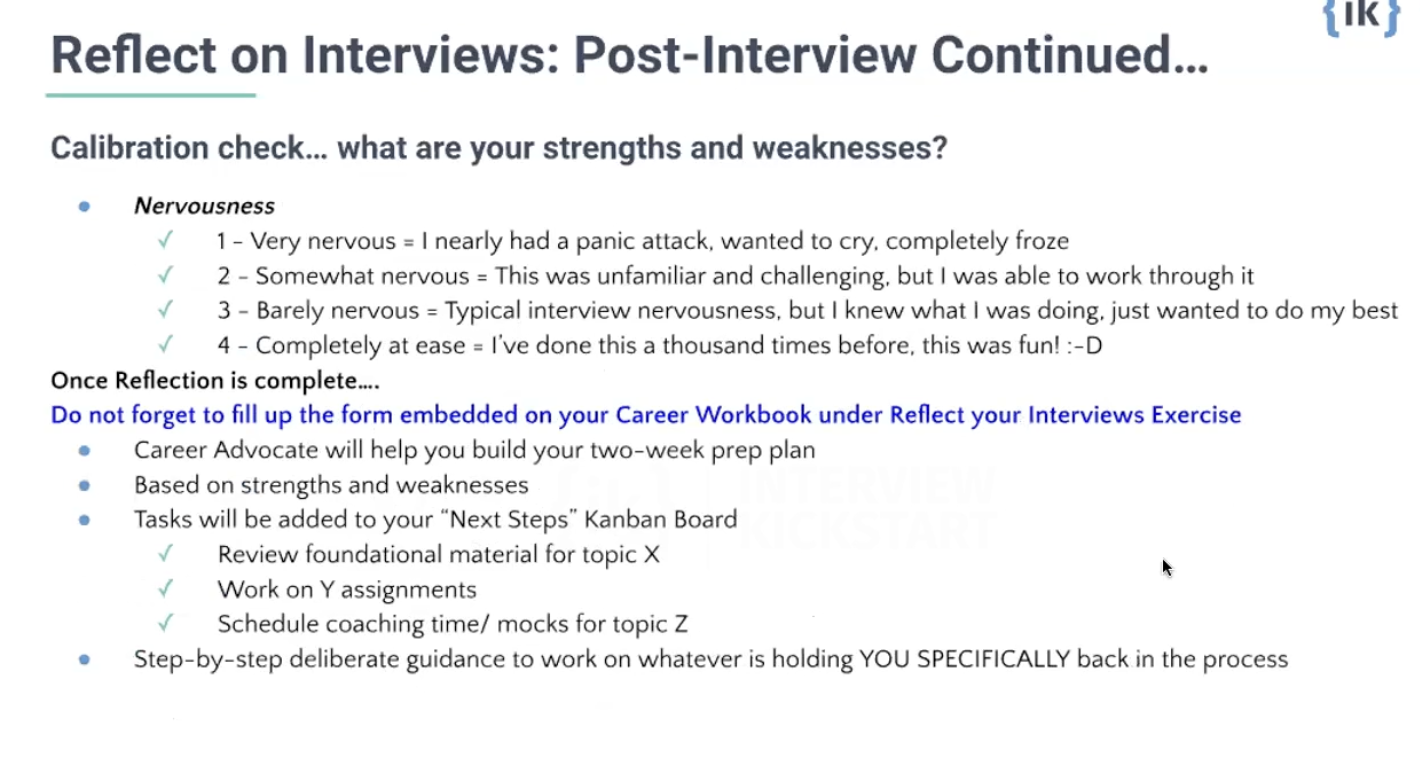 {ik}
Reflect on Interviews: Post-Interview Continued...
Calibration check... what are your strengths and weaknesses?
● Nervousness
✓ 1 - Very nervous = I nearly had a panic attack, wanted to cry, completely froze
✓ 2 - Somewhat nervous = This was unfamiliar and challenging, but I was able to work through it
✓ 3 - Barely nervous = Typical interview nervousness, but I knew what I was doing, just wanted to do my best
✓ 4 - Completely at ease = I've done this a thousand times before, this was fun! :-D
Once Reflection is complete....
Do not forget to fill up the form embedded on your Career Workbook under Reflect your Interviews Exercise
● Career Advocate will help you build your two-week prep plan
● Based on strengths and weaknesses
● Tasks will be added to your “Next Steps” Kanban Board
{ik} | INTERVIEW
KICKSTART
✓ Review foundational material for topic X
✓ Work on Y assignments
✓ Schedule coaching time/ mocks for topic Z
● Step-by-step deliberate guidance to work on whatever is holding YOU SPECIFICALLY back in the process